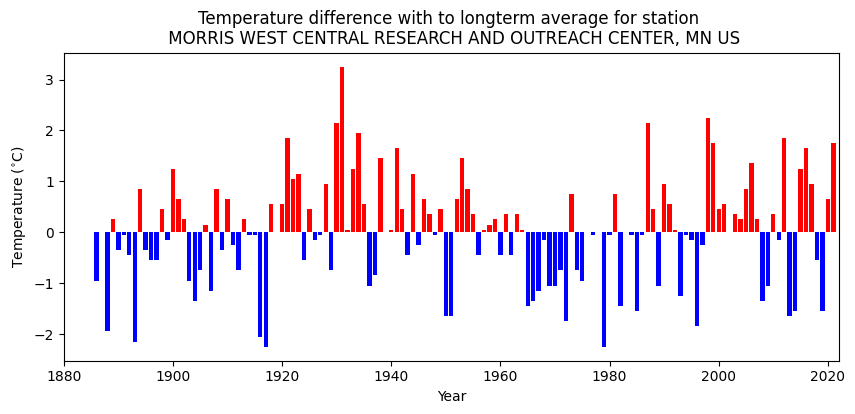 Temperature difference with to longterm average for station
MORRIS WEST CENTRAL RESEARCH AND OUTREACH CENTER, MN US
Temperature (°C)
3
2
1
0
−1
−2
1880 1900 1920 1940 1960 1980 2000 2020
Year